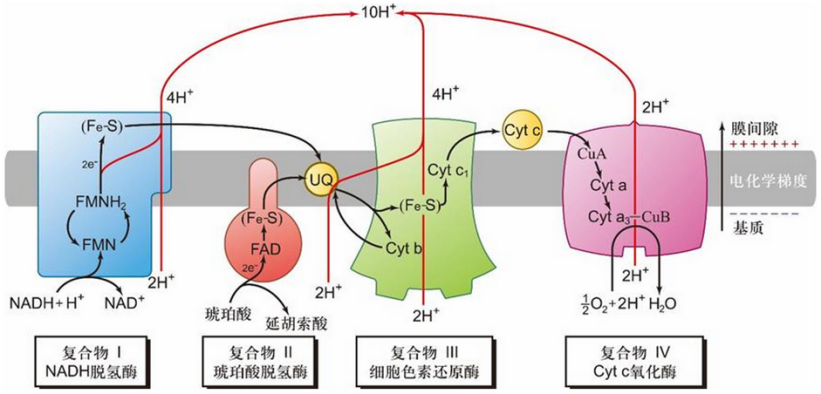 10H⁺
4H⁺
4H⁺
2H⁺
(Fe-S)
2e⁻
FMNH₂
FMN
NADH+H⁺
NAD⁺
2H⁺
UQ
(Fe-S)
FAD
2e⁻
琥珀酸
延胡索酸
2H⁺
Cyt c₁
(Fe-S)
Cyt b
2H⁺
Cyt c
CuA
Cyt a
Cyt a₃—CuB
2H⁺
½O₂+2H⁺
H₂O
膜间隙
+++++++
电化学梯度
基质
复合物 I
NADH脱氢酶
复合物 II
琥珀酸脱氢酶
复合物 III
细胞色素还原酶
复合物 IV
Cyt c氧化酶